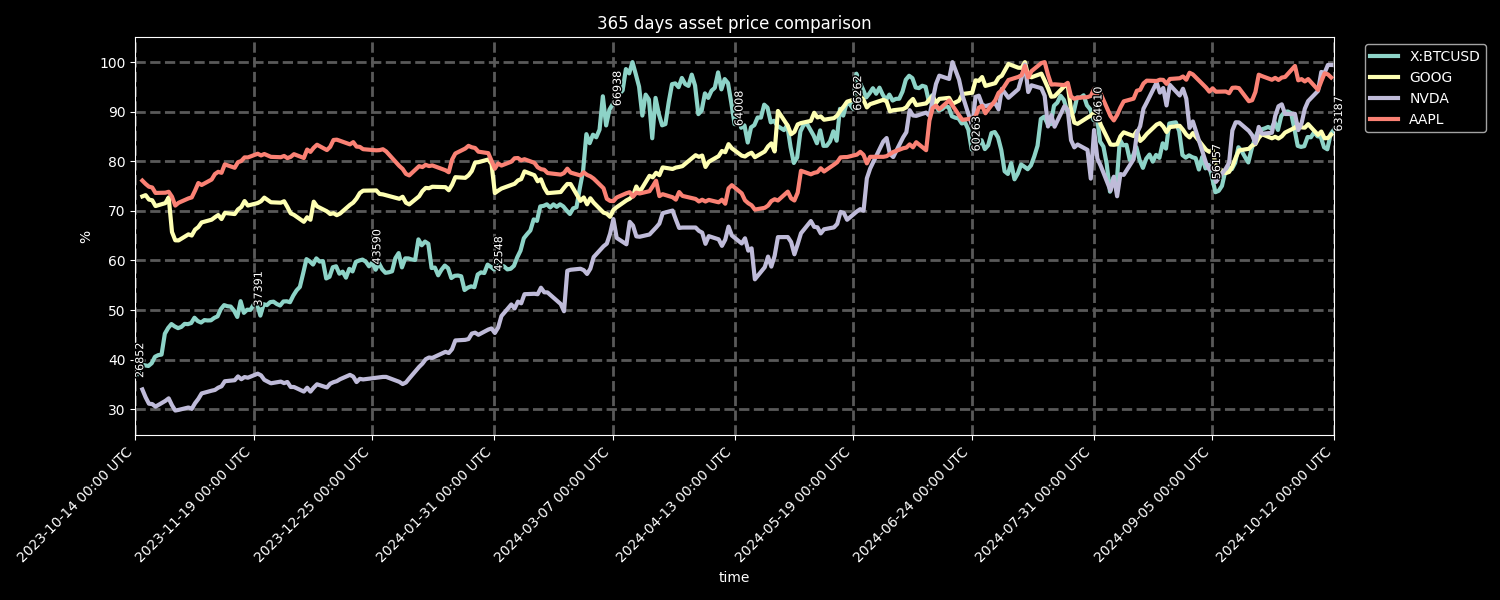 365 days asset price comparison
X:BTCUSD
GOOG
NVDA
AAPL
%
100
90
80
70
60
50
40
30
26852
37391
43590
42548
66938
64008
66262
60263
64610
56157
63187
2023-10-14 00:00 UTC
2023-11-19 00:00 UTC
2023-12-25 00:00 UTC
2024-01-31 00:00 UTC
2024-03-07 00:00 UTC
2024-04-13 00:00 UTC
2024-05-19 00:00 UTC
2024-06-24 00:00 UTC
2024-07-31 00:00 UTC
2024-09-05 00:00 UTC
2024-10-12 00:00 UTC
time